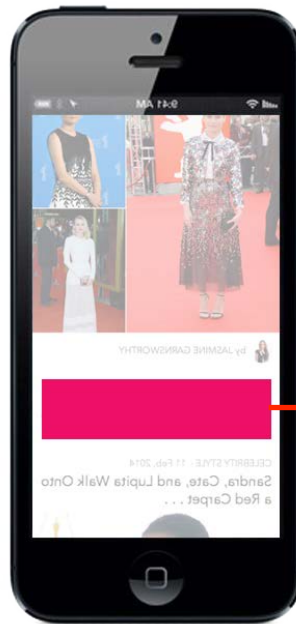 9:41 AM
by JASMINE GARNSWORTHY
CELEBRITY STYLE - 11 - Feb, 2014
Sandra, Cate, and Lupita Walk Onto
a Red Carpet . . . .